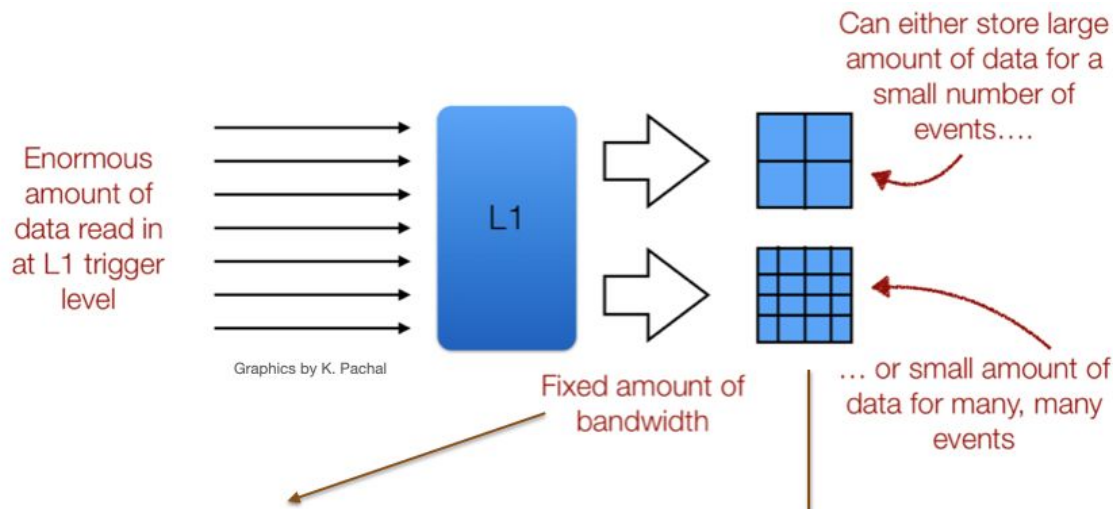 Enormous
amount of
data read in
at L1 trigger
level
L1
Can either store large
amount of data for a
small number of
events....
Graphics by K. Pachal
Fixed amount of
bandwidth
... or small amount of
data for many, many
events